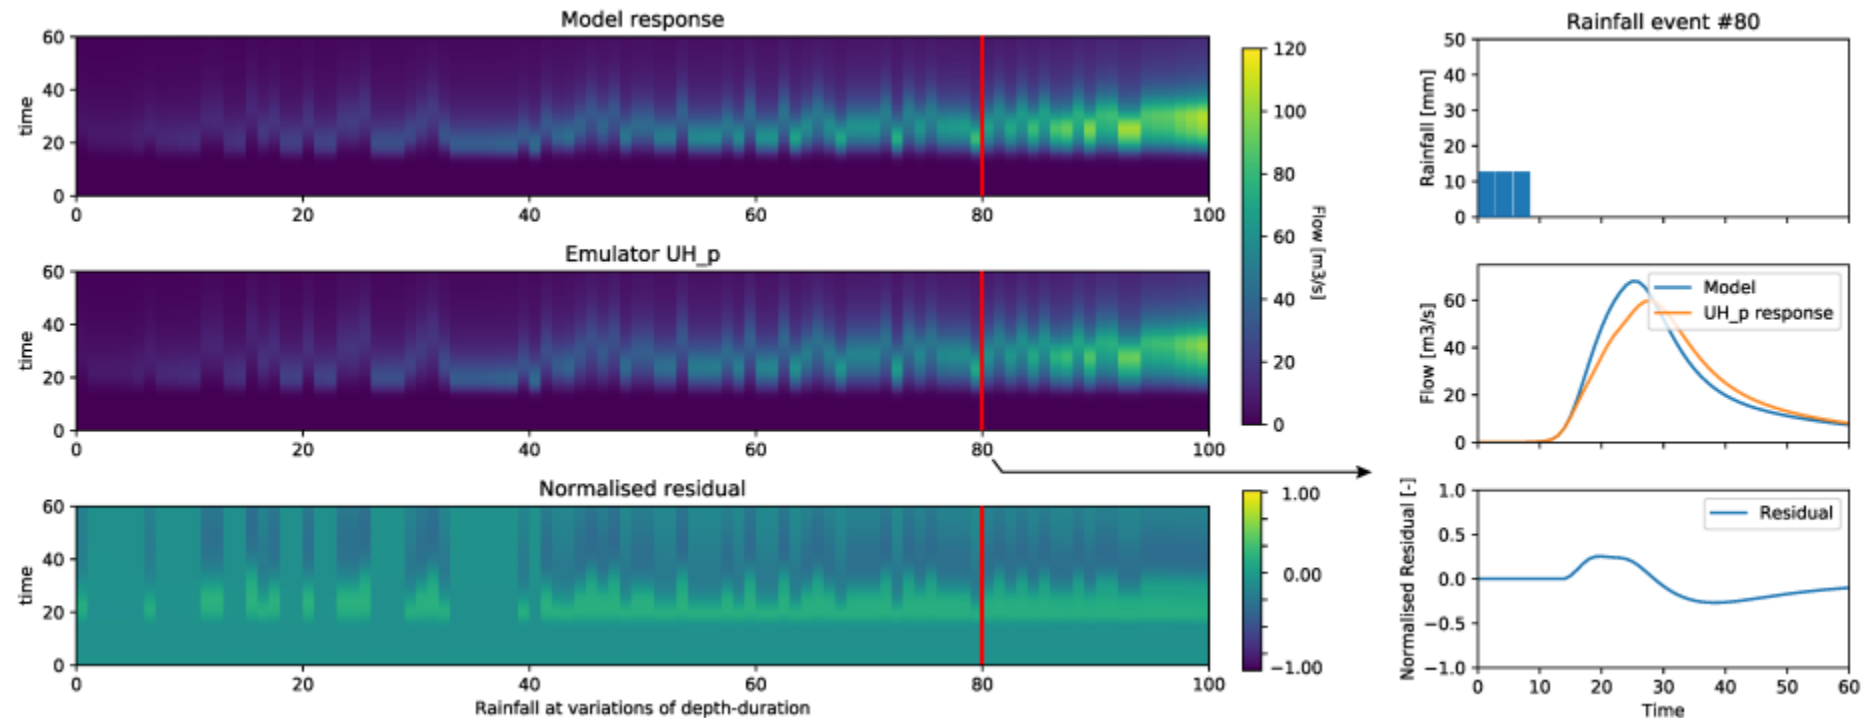 Model response
60
40
20
0
time
0 20 40 60 80 100
Emulator UH_p
60
40
20
0
time
0 20 40 60 80 100
120
100
80
60
40
20
0
Flow [m3/s]
Normalised residual
60
40
20
0
time
0 20 40 60 80 100
Rainfall at variations of depth-duration
1.00
0.00
−1.00
Rainfall event #80
50
40
30
20
10
0
Rainfall [mm]
60
40
20
0
Flow [m3/s]
Model
UH_p response
1.0
0.5
0.0
−0.5
−1.0
Normalised Residual [-]
Residual
0 10 20 30 40 50 60
Time